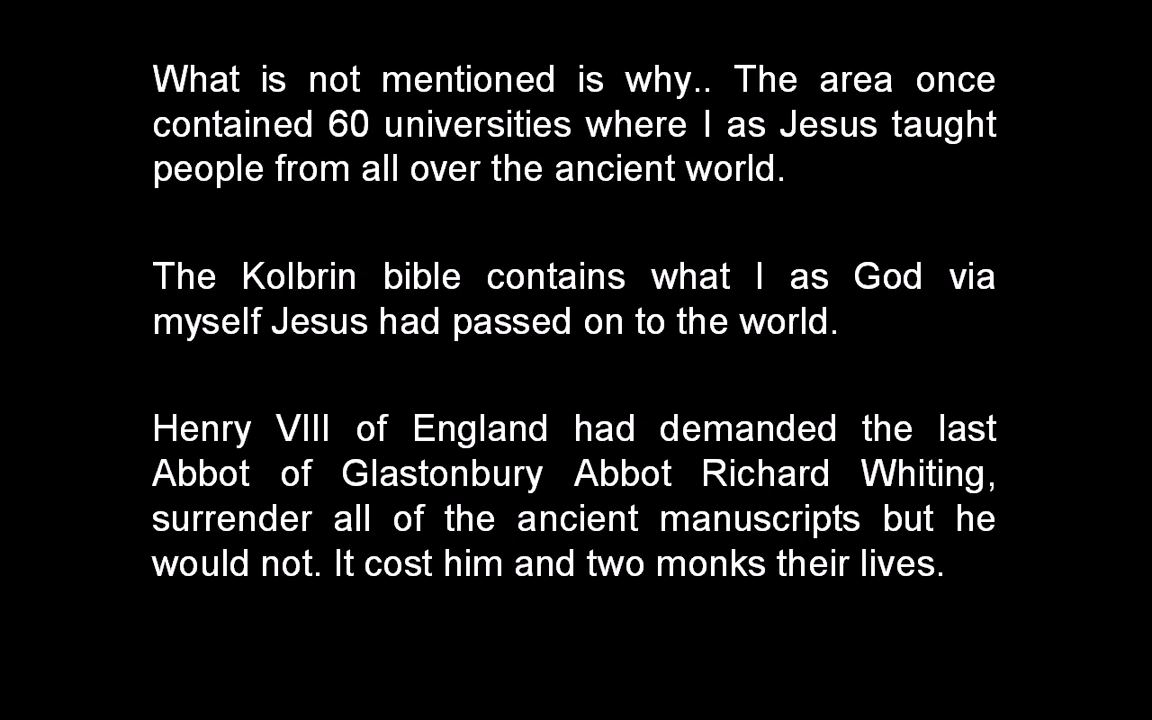 What is not mentioned is why.. The area once
contained 60 universities where I as Jesus taught
people from all over the ancient world.
The Kolbrin bible contains what I as God via
myself Jesus had passed on to the world.
Henry VIII of England had demanded the last
Abbot of Glastonbury Abbot Richard Whiting,
surrender all of the ancient manuscripts but he
would not. It cost him and two monks their lives.